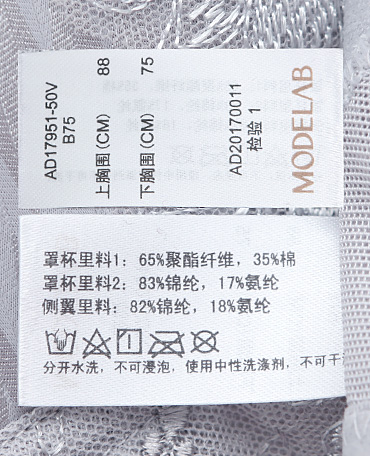 AD17951-50V
B75
上胸围(CM) 88
下胸围(CM) 75
AD20170011
检验 1
MODELAB
罩杯里料1: 65%聚酯纤维, 35%棉
罩杯里料2: 83%锦纶, 17%氨纶
侧翼里料: 82%锦纶, 18%氨纶
分开水洗, 不可浸泡, 使用中性洗涤剂, 不可干